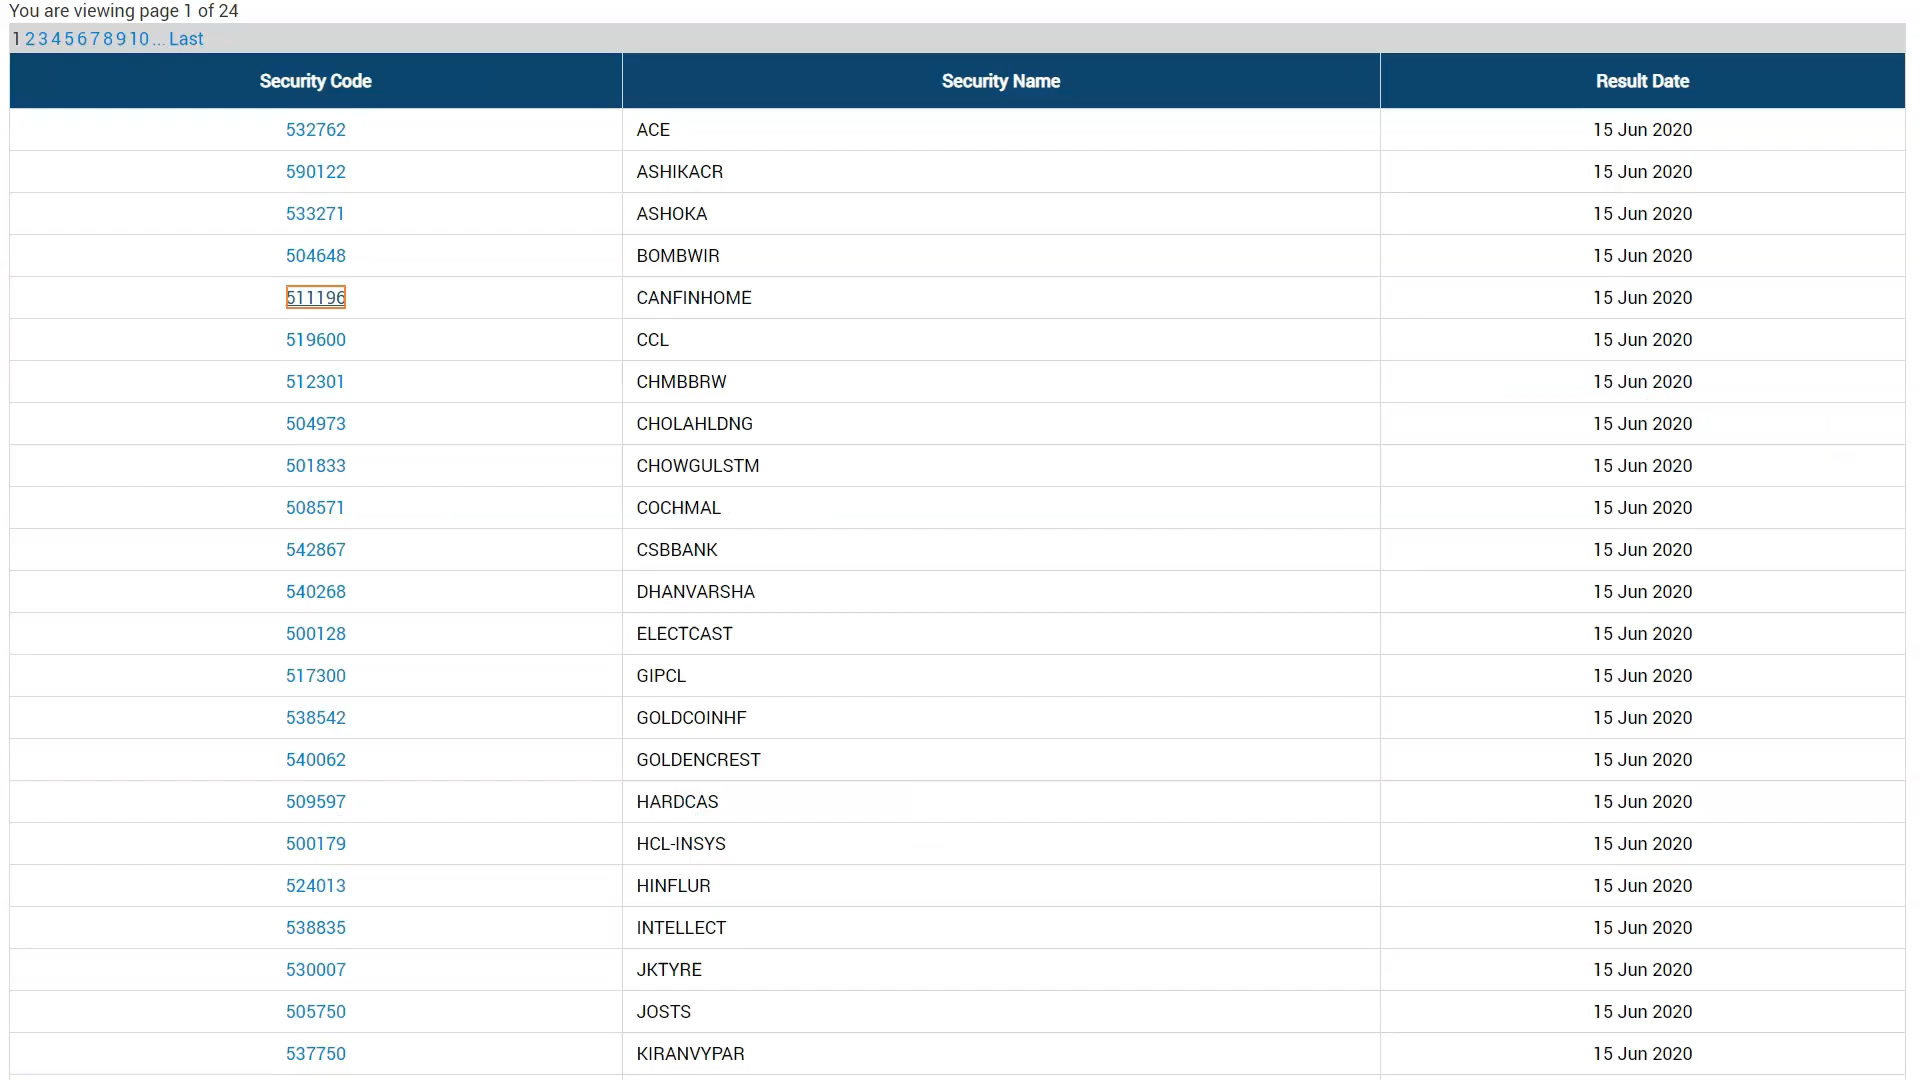 You are viewing page 1 of 24
1 2 3 4 5 6 7 8 9 10 ... Last
Security Code Security Name Result Date
532762 ACE 15 Jun 2020
590122 ASHIKACR 15 Jun 2020
533271 ASHOKA 15 Jun 2020
504648 BOMBWIR 15 Jun 2020
511196 CANFINHOME 15 Jun 2020
519600 CCL 15 Jun 2020
512301 CHMBBRW 15 Jun 2020
504973 CHOLAHLDNG 15 Jun 2020
501833 CHOWGULSTM 15 Jun 2020
508571 COCHMAL 15 Jun 2020
542867 CSBBANK 15 Jun 2020
540268 DHANVARSHA 15 Jun 2020
500128 ELECTCAST 15 Jun 2020
517300 GIPCL 15 Jun 2020
538542 GOLDCOINHF 15 Jun 2020
540062 GOLDENCREST 15 Jun 2020
509597 HARDCAS 15 Jun 2020
500179 HCL-INSYS 15 Jun 2020
524013 HINFLUR 15 Jun 2020
538835 INTELLECT 15 Jun 2020
530007 JKTYRE 15 Jun 2020
505750 JOSTS 15 Jun 2020
537750 KIRANVYPAR 15 Jun 2020